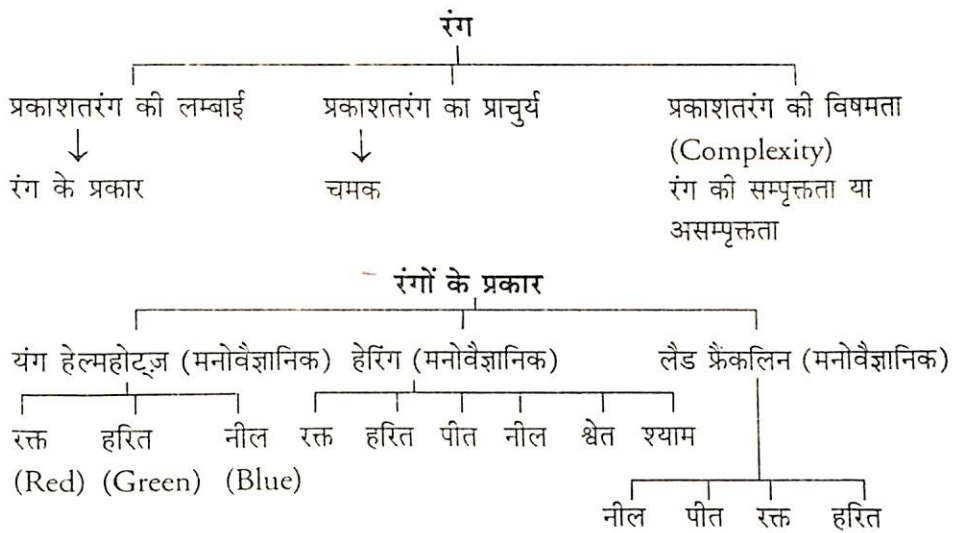 रंग
प्रकाशतरंग की लम्बाई प्रकाशतरंग का प्राचुर्य प्रकाशतरंग की विषमता
(Complexity)
रंग के प्रकार चमक रंग की सम्पृक्तता या
असम्पृक्तता
रंगों के प्रकार
यंग हेल्महोट्ज़ (मनोवैज्ञानिक) हेरिंग (मनोवैज्ञानिक) लैड फ्रैंकलिन (मनोवैज्ञानिक)
रक्त हरित नील रक्त हरित पीत नील श्वेत श्याम
(Red) (Green) (Blue)
नील पीत रक्त हरित